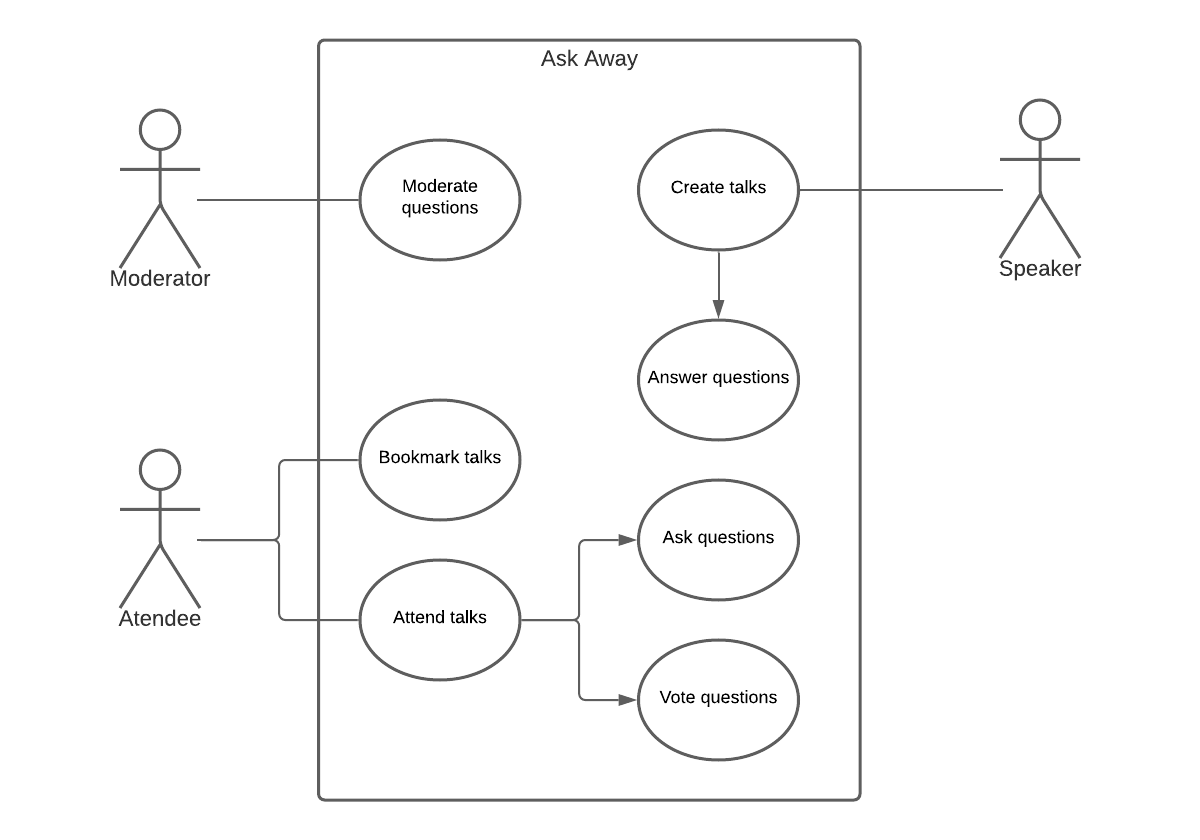 Ask Away
Moderate
questions
Create talks
Moderator
Speaker
Answer questions
Bookmark talks
Ask questions
Atendee
Attend talks
Vote questions